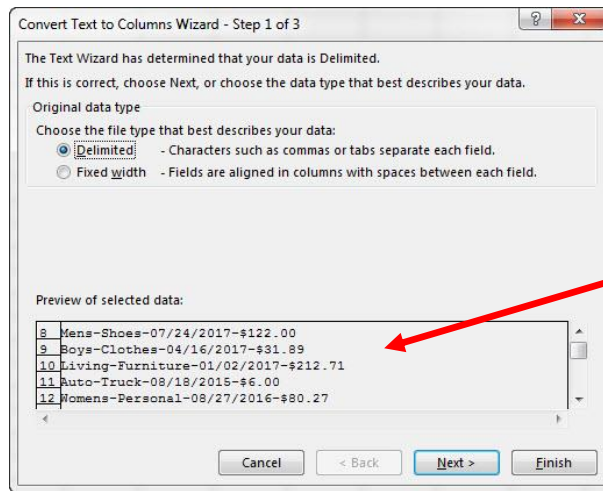 Convert Text to Columns Wizard - Step 1 of 3
The Text Wizard has determined that your data is Delimited.
If this is correct, choose Next, or choose the data type that best describes your data.
Original data type
Choose the file type that best describes your data:
Delimited - Characters such as commas or tabs separate each field.
Fixed width - Fields are aligned in columns with spaces between each field.
Preview of selected data:
8 Mens-Shoes-07/24/2017-$122.00
9 Boys-Clothes-04/16/2017-$31.89
10 Living-Furniture-01/02/2017-$212.71
11 Auto-Truck-08/18/2015-$6.00
12 Womens-Personal-08/27/2016-$80.27
Cancel < Back Next > Finish